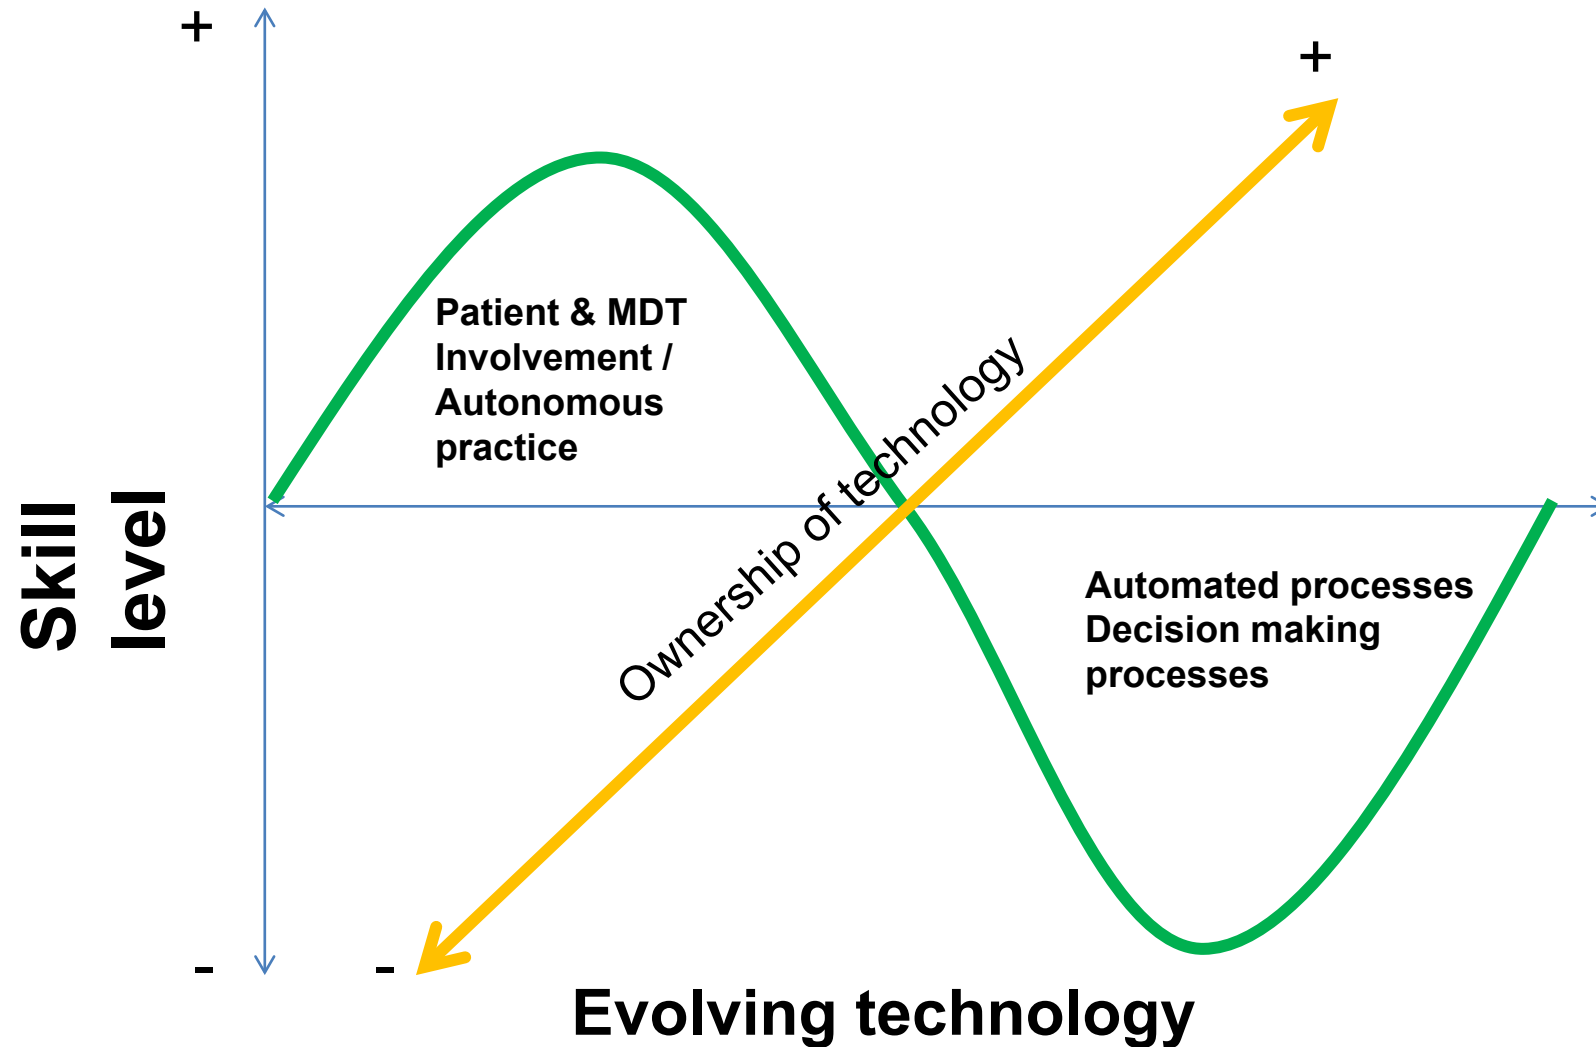 +
+
Patient & MDT
Involvement /
Autonomous
practice
Ownership of technology
Skill
level
Automated processes
Decision making
processes
-
-
Evolving technology